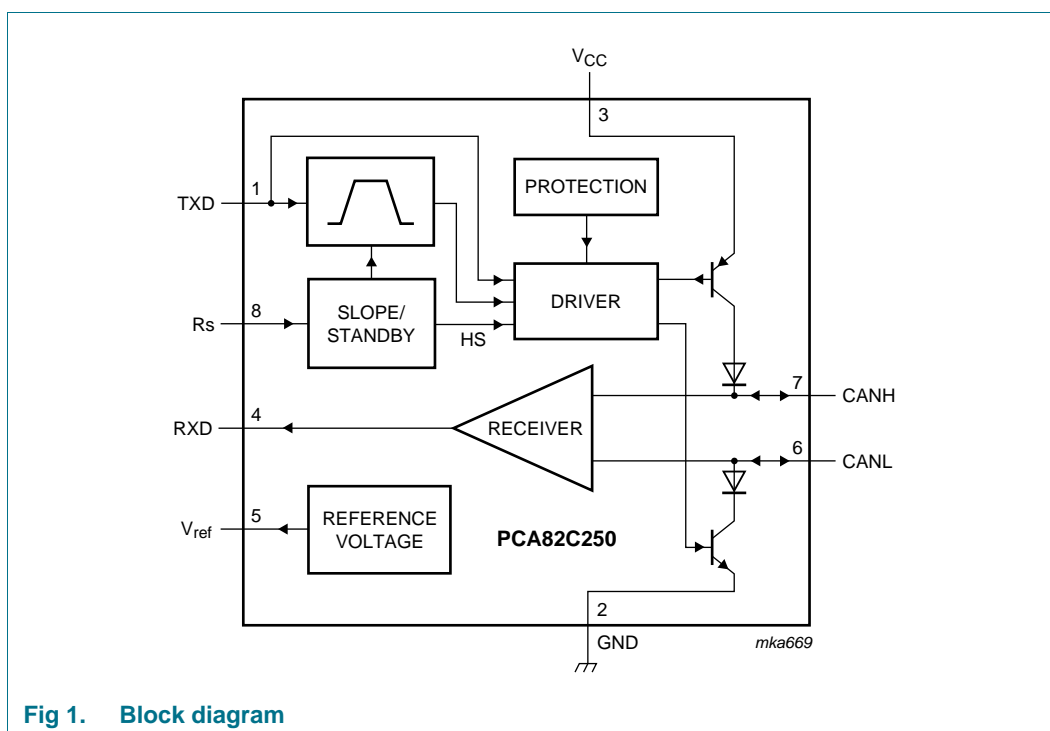 VCC
3
PROTECTION
TXD
1
DRIVER
Rs
8
SLOPE/
STANDBY
HS
7
CANH
RXD
4
RECEIVER
6
CANL
Vref
5
REFERENCE
VOLTAGE
PCA82C250
2
GND
mka669
Fig 1. Block diagram